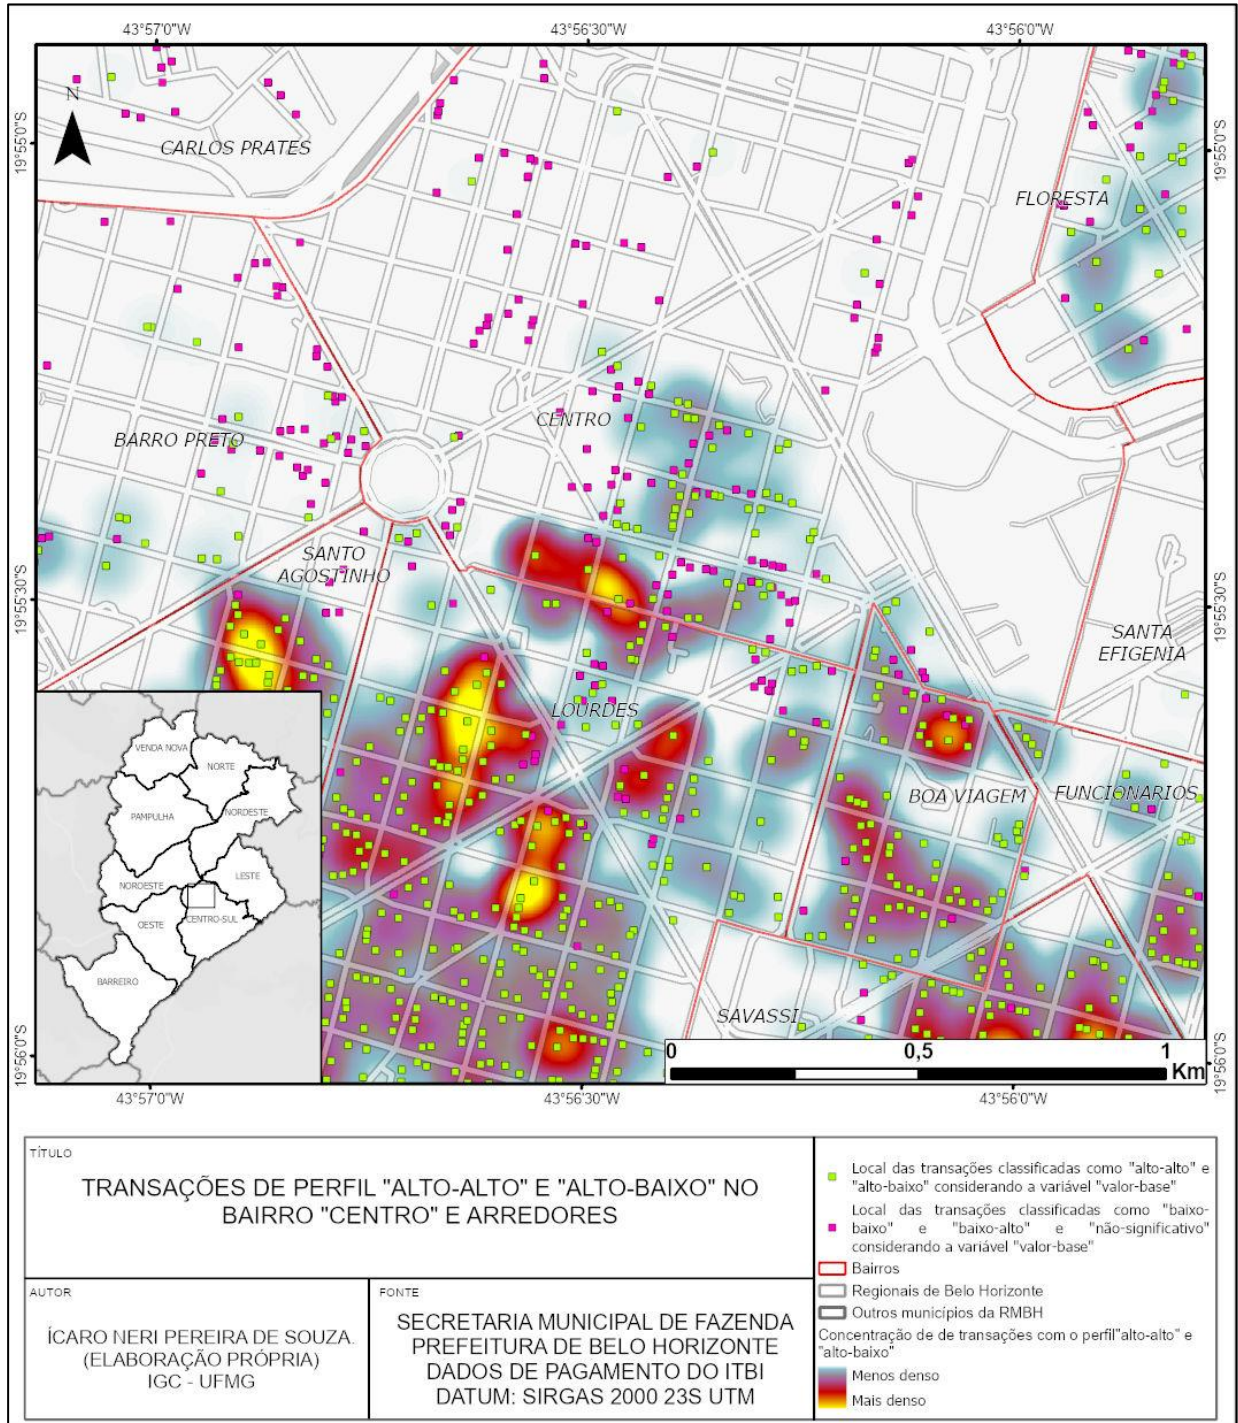 43°57'0"W
43°56'30"W
43°56'0"W
N
19°55'0"S
19°55'0"S
CARLOS PRATES
FLORESTA
CENTRO
BARRO PRETO
SANTO
AGOSTINHO
19°55'30"S
19°55'30"S
SANTA
EFIGENIA
LOURDES
BOA VIAGEM
FUNCIONARIOS
SAVASSI
VENDA NOVA
NORTE
PAMPULHA
NORDESTE
NOROESTE
LESTE
OESTE
CENTRO-SUL
BARREIRO
19°56'0"S
19°56'0"S
0 0,5 1
Km
43°57'0"W
43°56'30"W
43°56'0"W
TÍTULO
TRANSAÇÕES DE PERFIL "ALTO-ALTO" E "ALTO-BAIXO" NO
BAIRRO "CENTRO" E ARREDORES
AUTOR
ÍCARO NERI PEREIRA DE SOUZA.
(ELABORAÇÃO PRÓPRIA)
IGC - UFMG
FONTE
SECRETARIA MUNICIPAL DE FAZENDA
PREFEITURA DE BELO HORIZONTE
DADOS DE PAGAMENTO DO ITBI
DATUM: SIRGAS 2000 23S UTM
Local das transações classificadas como "alto-alto" e
"alto-baixo" considerando a variável "valor-base"
Local das transações classificadas como "baixo-
baixo" e "baixo-alto" e "não-significativo"
considerando a variável "valor-base"
Bairros
Regionais de Belo Horizonte
Outros municípios da RMBH
Concentração de de transações com o perfil"alto-alto" e
"alto-baixo"
Menos denso
Mais denso